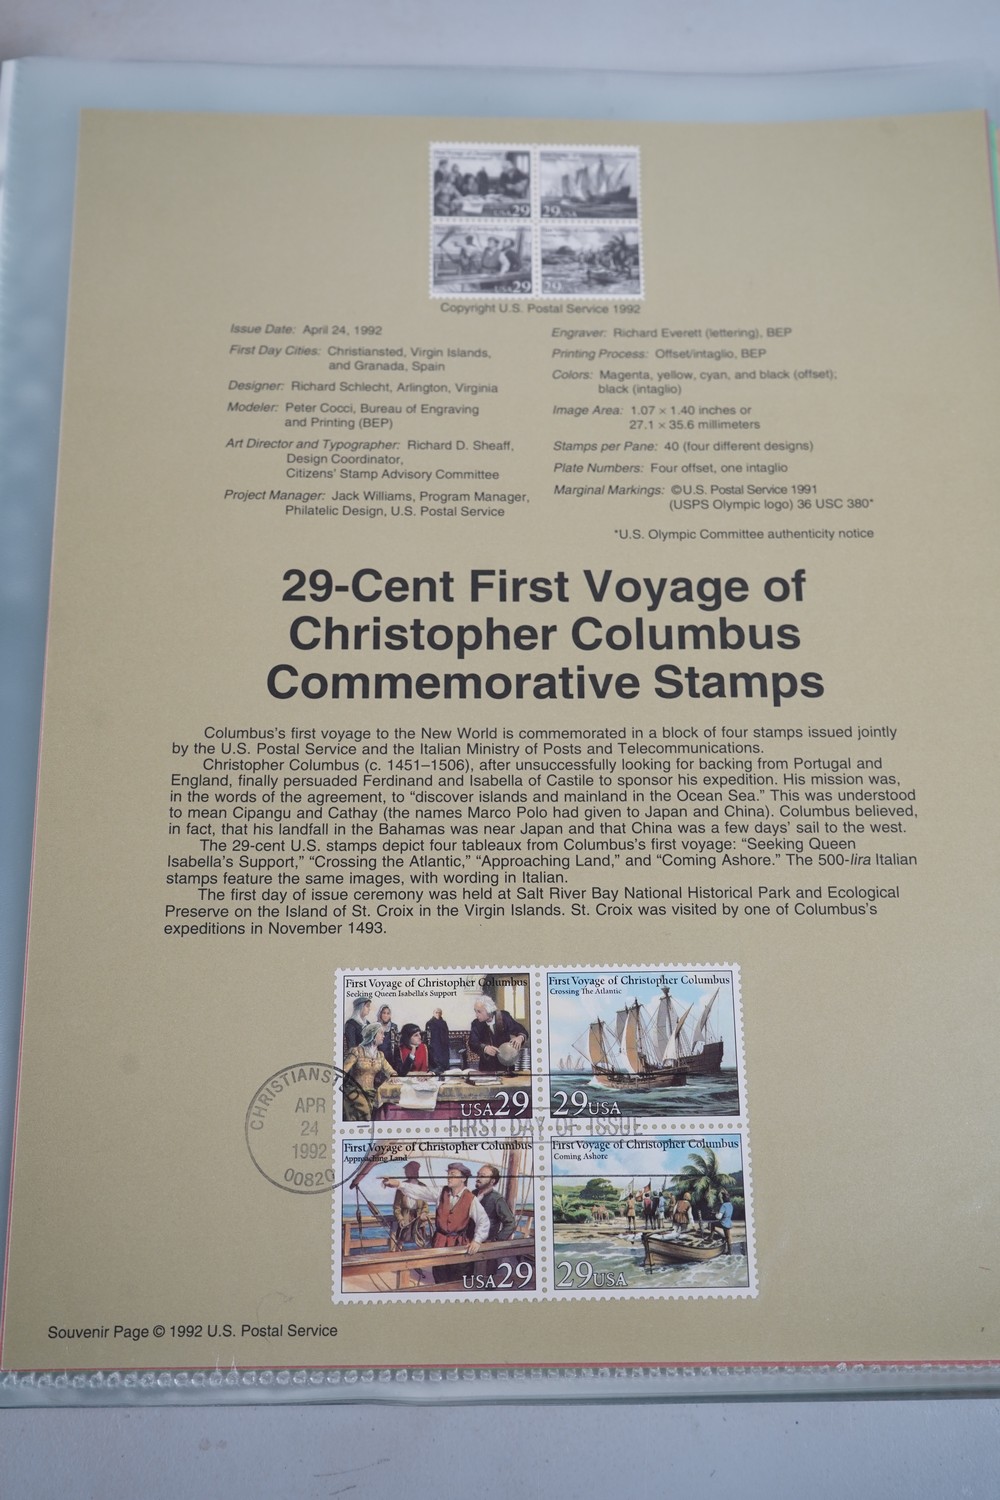 USA 29
29 USA
29
29
Copyright U.S. Postal Service 1992
Issue Date: April 24, 1992
First Day Cities: Christiansted, Virgin Islands,
and Granada, Spain
Designer: Richard Schlecht, Arlington, Virginia
Modeler: Peter Cocci, Bureau of Engraving
and Printing (BEP)
Art Director and Typographer: Richard D. Sheaff,
Design Coordinator,
Citizens' Stamp Advisory Committee
Project Manager: Jack Williams, Program Manager,
Philatelic Design, U.S. Postal Service
Engraver: Richard Everett (lettering), BEP
Printing Process: Offset/intaglio, BEP
Colors: Magenta, yellow, cyan, and black (offset);
black (intaglio)
Image Area: 1.07 × 1.40 inches or
27.1 × 35.6 millimeters
Stamps per Pane: 40 (four different designs)
Plate Numbers: Four offset, one intaglio
Marginal Markings: ©U.S. Postal Service 1991
(USPS Olympic logo) 36 USC 380*
*U.S. Olympic Committee authenticity notice
29-Cent First Voyage of
Christopher Columbus
Commemorative Stamps
Columbus's first voyage to the New World is commemorated in a block of four stamps issued jointly
by the U.S. Postal Service and the Italian Ministry of Posts and Telecommunications.
Christopher Columbus (c. 1451–1506), after unsuccessfully looking for backing from Portugal and
England, finally persuaded Ferdinand and Isabella of Castile to sponsor his expedition. His mission was,
in the words of the agreement, to "discover islands and mainland in the Ocean Sea." This was understood
to mean Cipangu and Cathay (the names Marco Polo had given to Japan and China). Columbus believed,
in fact, that his landfall in the Bahamas was near Japan and that China was a few days' sail to the west.
The 29-cent U.S. stamps depict four tableaux from Columbus's first voyage: "Seeking Queen
Isabella's Support," "Crossing the Atlantic," "Approaching Land," and "Coming Ashore." The 500-lira Italian
stamps feature the same images, with wording in Italian.
The first day of issue ceremony was held at Salt River Bay National Historical Park and Ecological
Preserve on the Island of St. Croix in the Virgin Islands. St. Croix was visited by one of Columbus's
expeditions in November 1493.
First Voyage of Christopher Columbus
Seeking Queen Isabella's Support
USA 29
First Voyage of Christopher Columbus
Crossing The Atlantic
29 USA
CHRISTIANSTED
APR
24
1992
00820
FIRST DAY OF ISSUE
First Voyage of Christopher Columbus
Approaching Land
USA 29
First Voyage of Christopher Columbus
Coming Ashore
29 USA
Souvenir Page © 1992 U.S. Postal Service